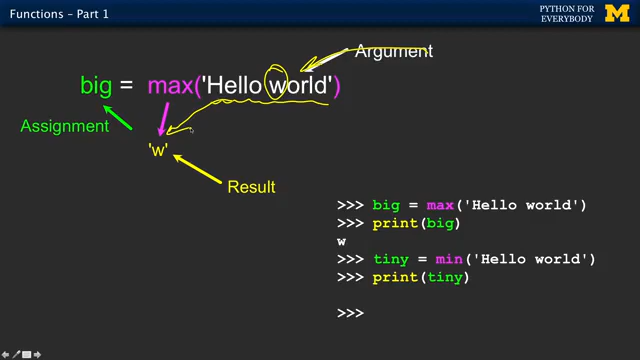 Functions – Part 1
PYTHON FOR
EVERYBODY
M
Argument
big = max('Hello world')
Assignment
'w'
Result
>>> big = max('Hello world')
>>> print(big)
w
>>> tiny = min('Hello world')
>>> print(tiny)
>>>